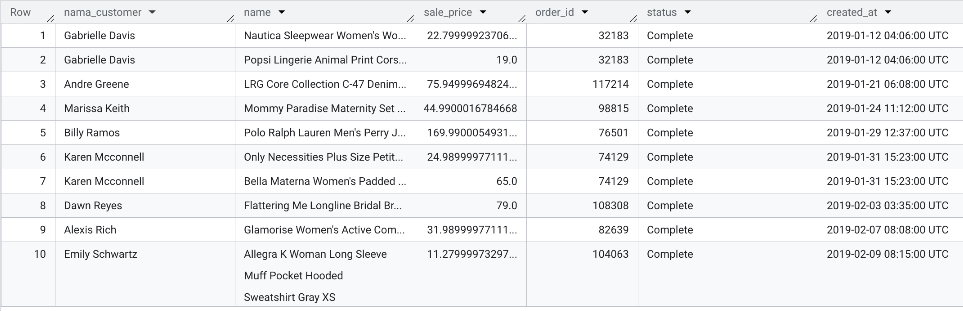 Row nama_customer name sale_price order_id status created_at
1 Gabrielle Davis Nautica Sleepwear Women's Wo... 22.79999923706... 32183 Complete 2019-01-12 04:06:00 UTC
2 Gabrielle Davis Popsi Lingerie Animal Print Cors... 19.0 32183 Complete 2019-01-12 04:06:00 UTC
3 Andre Greene LRG Core Collection C-47 Denim... 75.94999694824... 117214 Complete 2019-01-21 06:08:00 UTC
4 Marissa Keith Mommy Paradise Maternity Set ... 44.9900016784668 98815 Complete 2019-01-24 11:12:00 UTC
5 Billy Ramos Polo Ralph Lauren Men's Perry J... 169.9900054931... 76501 Complete 2019-01-29 12:37:00 UTC
6 Karen Mcconnell Only Necessities Plus Size Petit... 24.98999977111... 74129 Complete 2019-01-31 15:23:00 UTC
7 Karen Mcconnell Bella Materna Women's Padded ... 65.0 74129 Complete 2019-01-31 15:23:00 UTC
8 Dawn Reyes Flattering Me Longline Bridal Br... 79.0 108308 Complete 2019-02-03 03:35:00 UTC
9 Alexis Rich Glamorise Women's Active Com... 31.98999977111... 82639 Complete 2019-02-07 08:08:00 UTC
10 Emily Schwartz Allegra K Woman Long Sleeve 11.27999973297... 104063 Complete 2019-02-09 08:15:00 UTC
Muff Pocket Hooded
Sweatshirt Gray XS